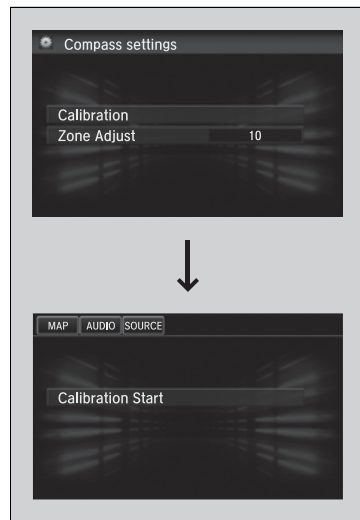 Compass settings
Calibration
Zone Adjust 10
MAP AUDIO SOURCE
Calibration Start